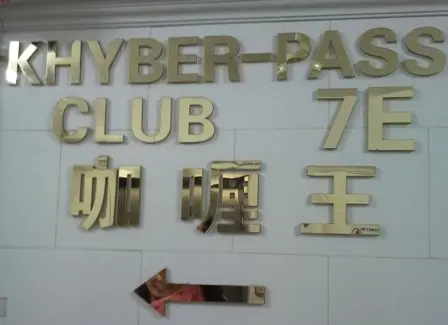 KHYBER-PASS
CLUB 7E
咖喱王